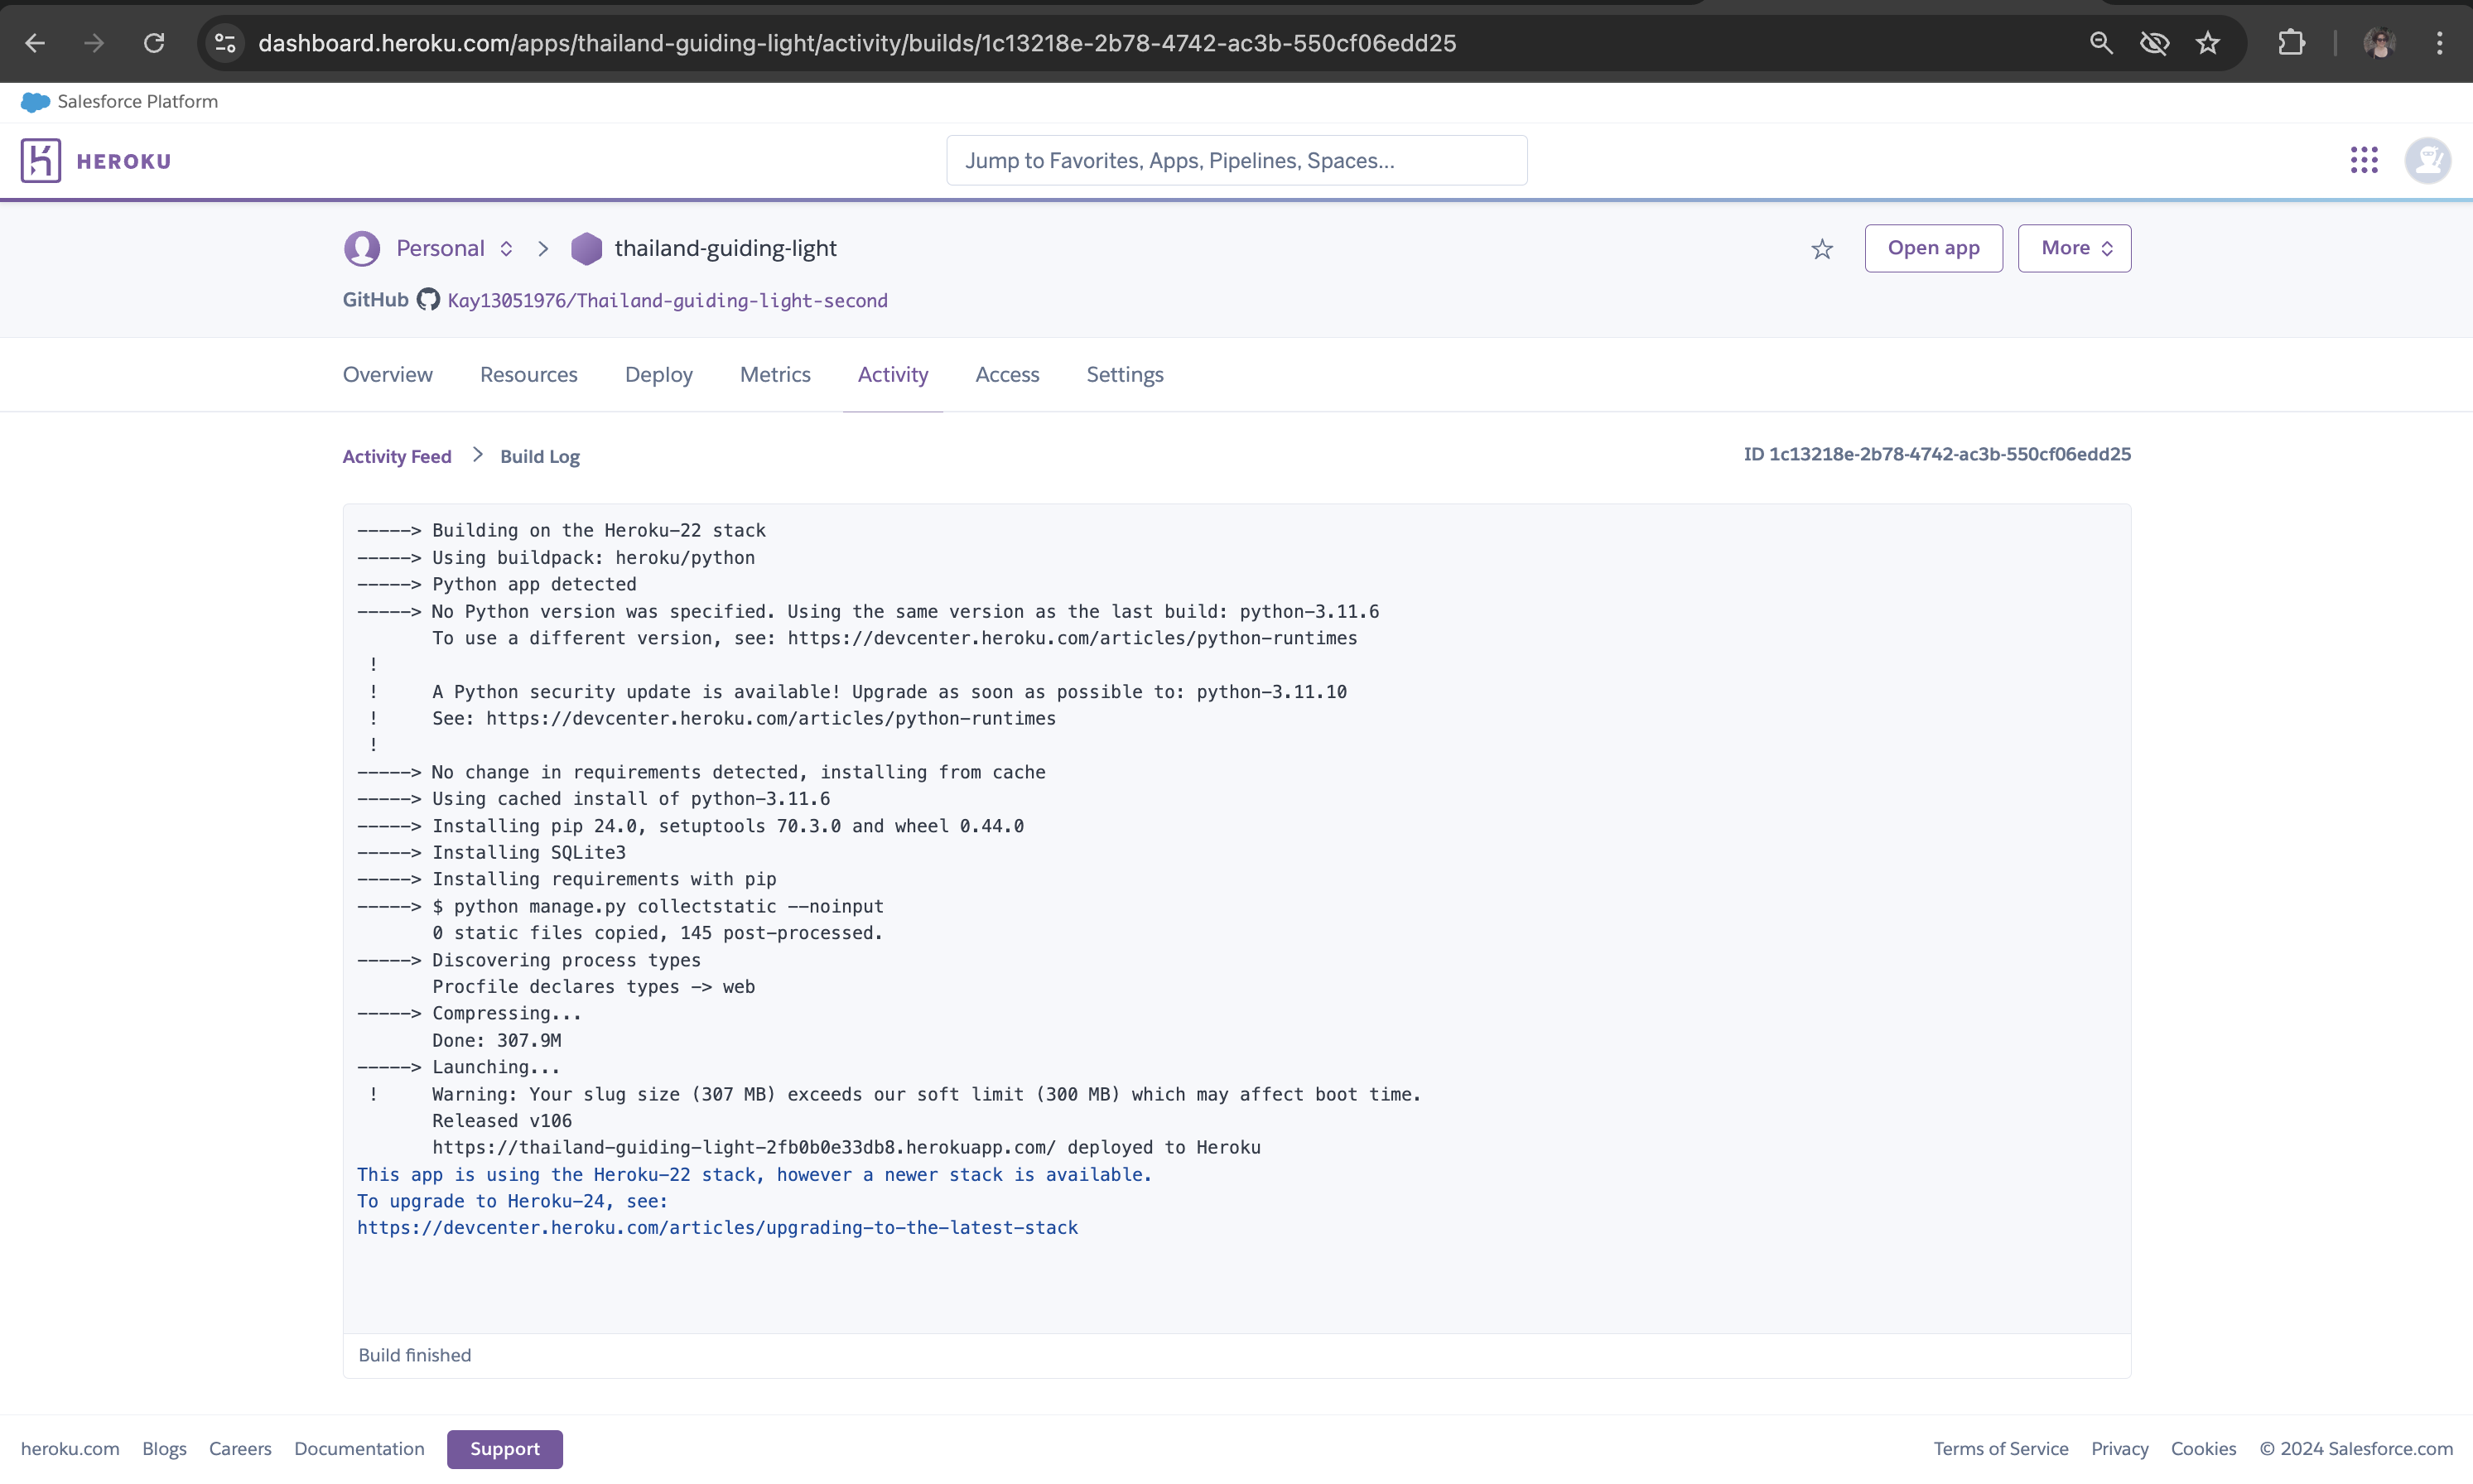 dashboard.heroku.com/apps/thailand-guiding-light/activity/builds/1c13218e-2b78-4742-ac3b-550cf06edd25
Salesforce Platform
HEROKU
Jump to Favorites, Apps, Pipelines, Spaces...
Personal
thailand-guiding-light
Open app
More
GitHub Kay13051976/Thailand-guiding-light-second
Overview
Resources
Deploy
Metrics
Activity
Access
Settings
Activity Feed
Build Log
ID 1c13218e-2b78-4742-ac3b-550cf06edd25
-----> Building on the Heroku-22 stack
-----> Using buildpack: heroku/python
-----> Python app detected
-----> No Python version was specified. Using the same version as the last build: python-3.11.6
To use a different version, see: https://devcenter.heroku.com/articles/python-runtimes
!
! A Python security update is available! Upgrade as soon as possible to: python-3.11.10
! See: https://devcenter.heroku.com/articles/python-runtimes
!
-----> No change in requirements detected, installing from cache
-----> Using cached install of python-3.11.6
-----> Installing pip 24.0, setuptools 70.3.0 and wheel 0.44.0
-----> Installing SQLite3
-----> Installing requirements with pip
-----> $ python manage.py collectstatic --noinput
0 static files copied, 145 post-processed.
-----> Discovering process types
Procfile declares types -> web
-----> Compressing...
Done: 307.9M
-----> Launching...
! Warning: Your slug size (307 MB) exceeds our soft limit (300 MB) which may affect boot time.
Released v106
https://thailand-guiding-light-2fb0b0e33db8.herokuapp.com/ deployed to Heroku
This app is using the Heroku-22 stack, however a newer stack is available.
To upgrade to Heroku-24, see:
https://devcenter.heroku.com/articles/upgrading-to-the-latest-stack
Build finished
heroku.com
Blogs
Careers
Documentation
Support
Terms of Service
Privacy
Cookies
© 2024 Salesforce.com